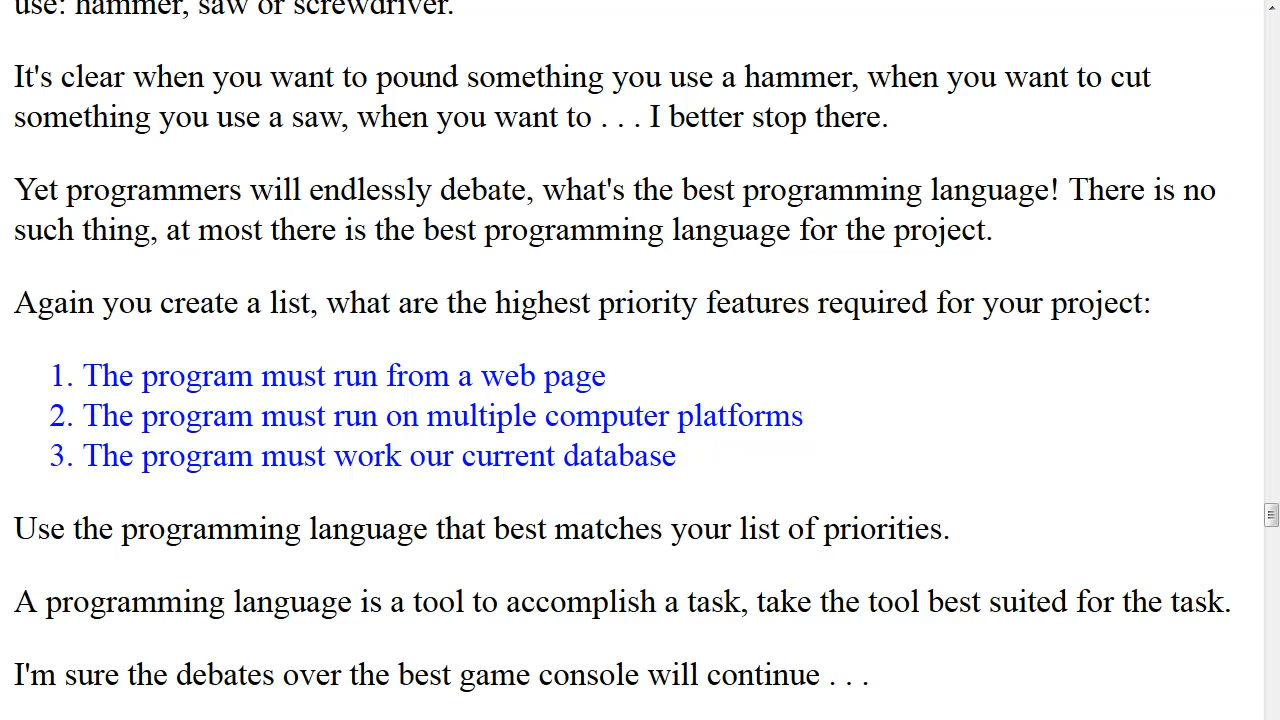 use: hammer, saw or screwdriver.
It's clear when you want to pound something you use a hammer, when you want to cut
something you use a saw, when you want to . . . I better stop there.
Yet programmers will endlessly debate, what's the best programming language! There is no
such thing, at most there is the best programming language for the project.
Again you create a list, what are the highest priority features required for your project:
1. The program must run from a web page
2. The program must run on multiple computer platforms
3. The program must work our current database
Use the programming language that best matches your list of priorities.
A programming language is a tool to accomplish a task, take the tool best suited for the task.
I'm sure the debates over the best game console will continue . . .